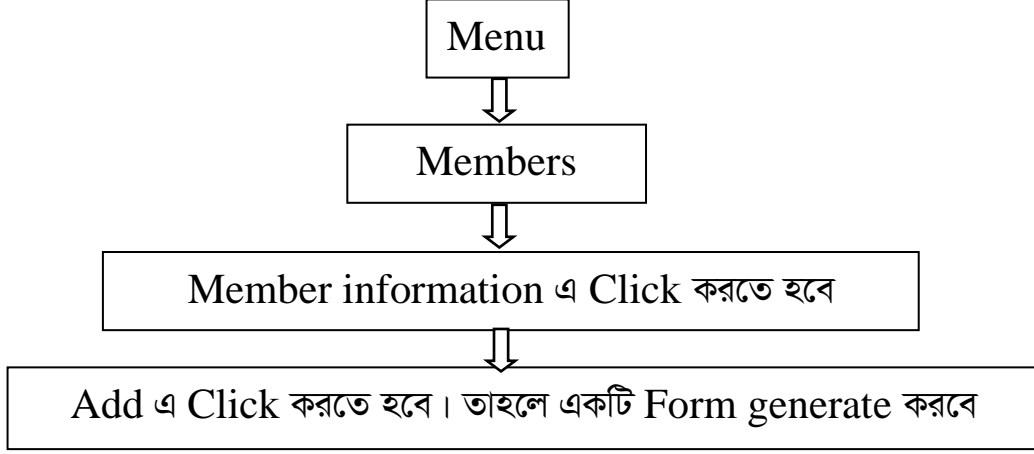 Menu
Members
Member information এ Click করতে হবে
Add এ Click করতে হবে। তাহলে একটি Form generate করবে